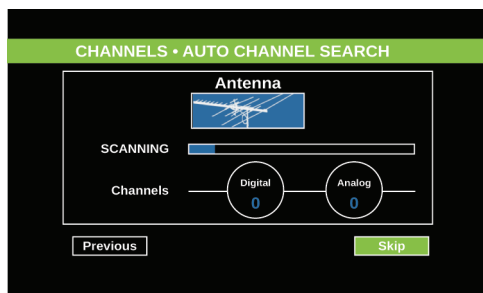 CHANNELS • AUTO CHANNEL SEARCH
Antenna
SCANNING
Channels
Digital
0
Analog
0
Previous
Skip